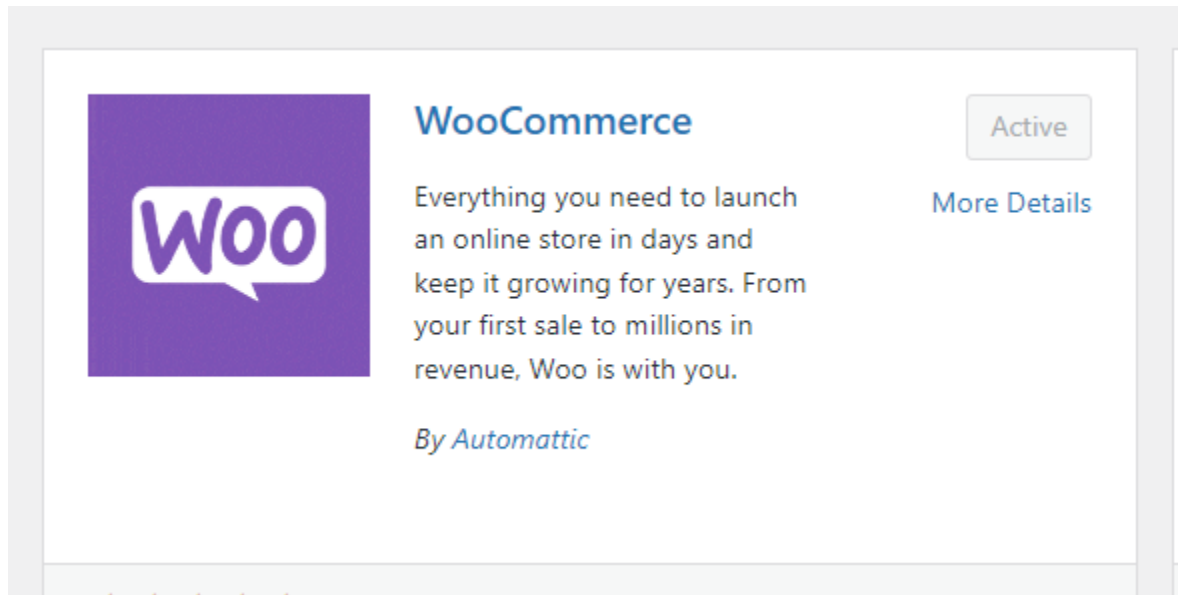 Woo
WooCommerce
Active
Everything you need to launch
More Details
an online store in days and
keep it growing for years. From
your first sale to millions in
revenue, Woo is with you.
By Automattic